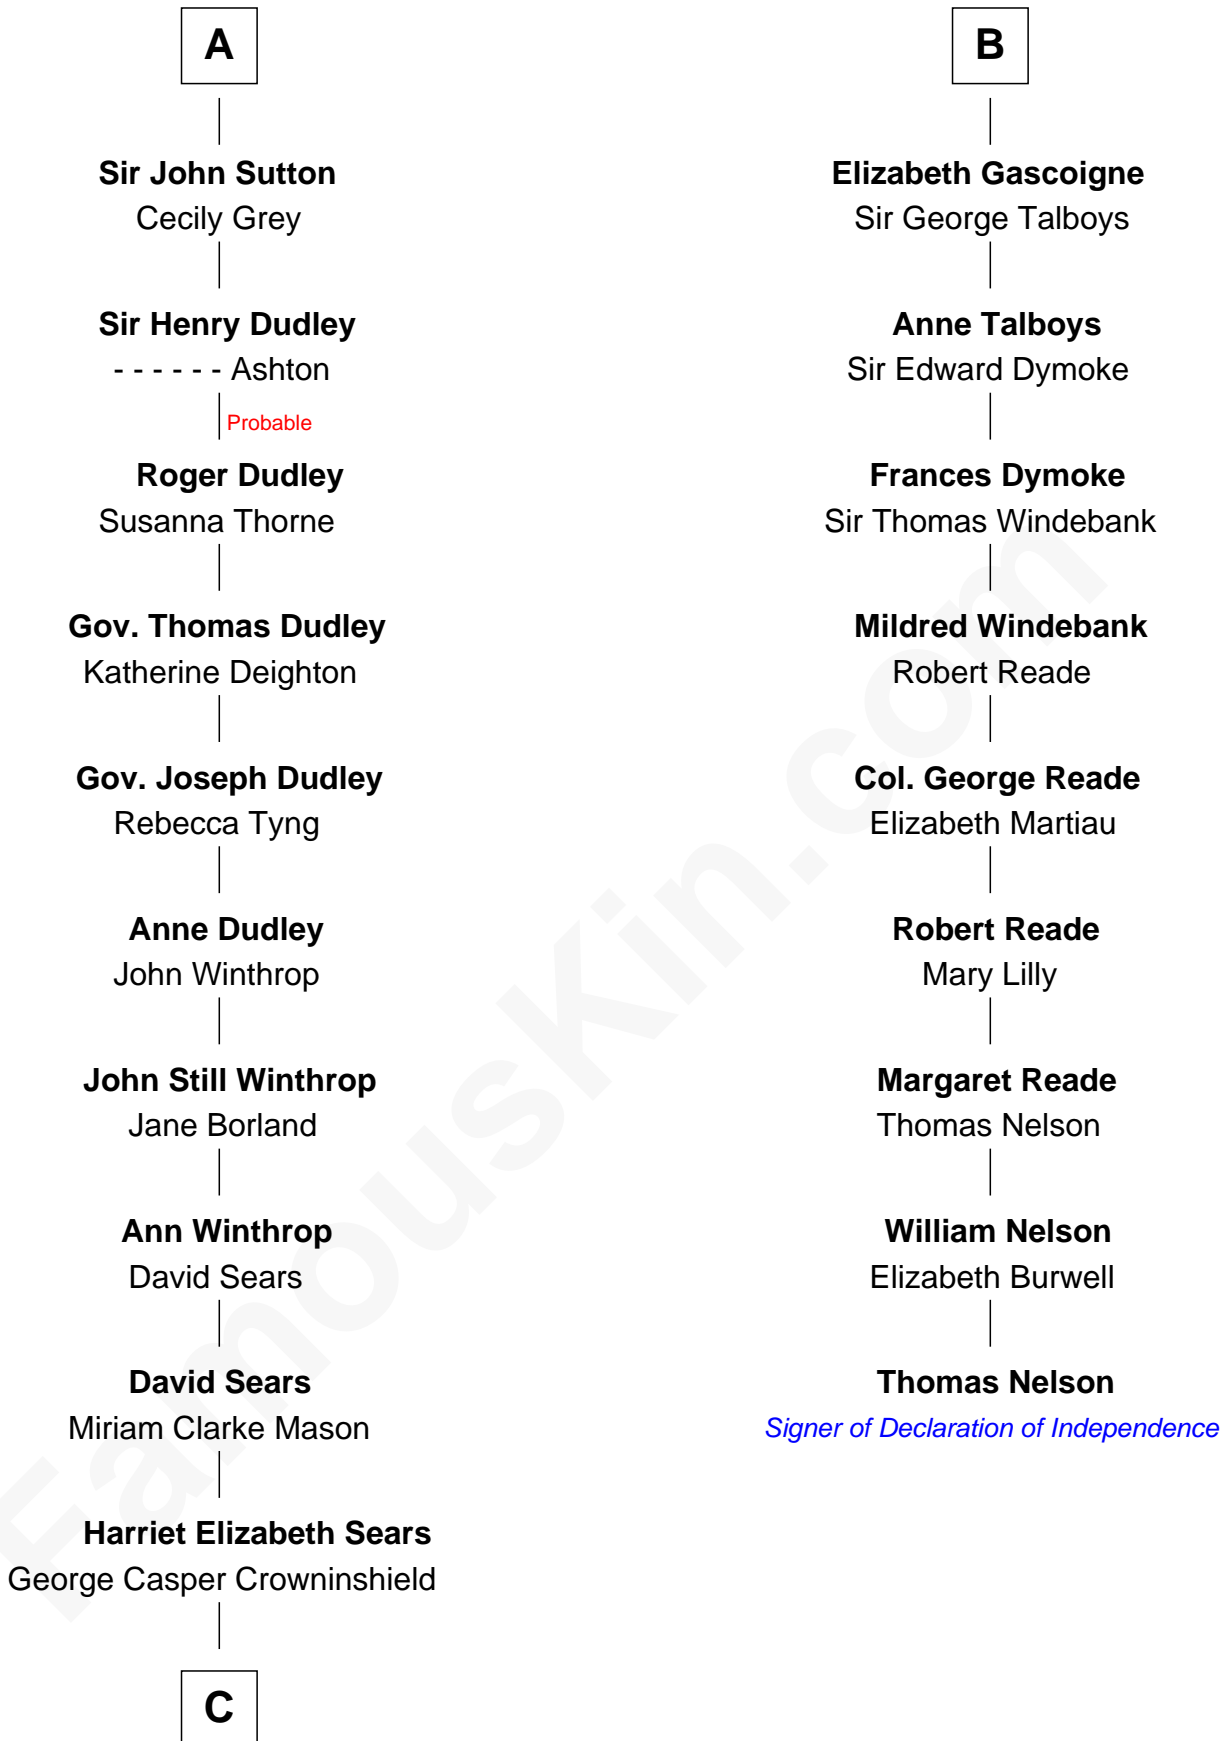 A
Sir John Sutton
Cecily Grey
Sir Henry Dudley
- - - - - - Ashton
Probable
Roger Dudley
Susanna Thorne
Gov. Thomas Dudley
Katherine Deighton
Gov. Joseph Dudley
Rebecca Tyng
Anne Dudley
John Winthrop
John Still Winthrop
Jane Borland
Ann Winthrop
David Sears
David Sears
Miriam Clarke Mason
Harriet Elizabeth Sears
George Casper Crowninshield
C
B
Elizabeth Gascoigne
Sir George Talboys
Anne Talboys
Sir Edward Dymoke
Frances Dymoke
Sir Thomas Windebank
Mildred Windebank
Robert Reade
Col. George Reade
Elizabeth Martiau
Robert Reade
Mary Lilly
Margaret Reade
Thomas Nelson
William Nelson
Elizabeth Burwell
Thomas Nelson
Signer of Declaration of Independence
FamousKin.com